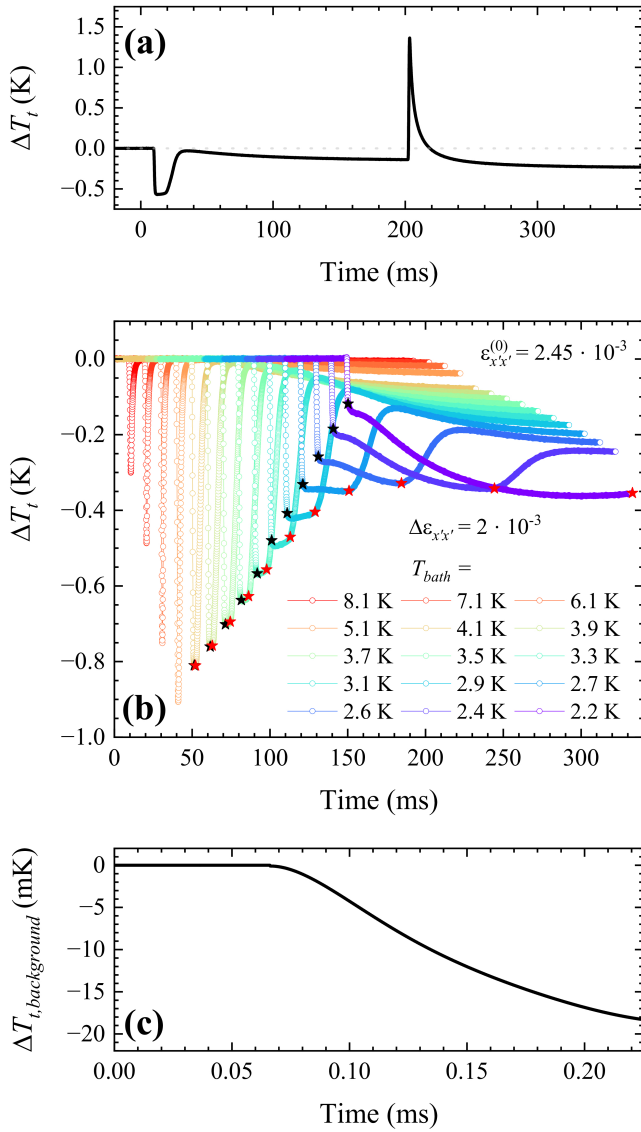 1.5
1.0
0.5
0.0
−0.5
ΔT_t (K)
(a)
0 100 200 300
Time (ms)
0.0
−0.2
−0.4
−0.6
−0.8
−1.0
ΔT_t (K)
ε_{x'x'}^{(0)} = 2.45 · 10^{-3}
Δε_{x'x'} = 2 · 10^{-3}
T_{bath} =
8.1 K 7.1 K 6.1 K
5.1 K 4.1 K 3.9 K
3.7 K 3.5 K 3.3 K
3.1 K 2.9 K 2.7 K
2.6 K 2.4 K 2.2 K
(b)
0 50 100 150 200 250 300
Time (ms)
0
−5
−10
−15
−20
ΔT_{t,background} (mK)
(c)
0.00 0.05 0.10 0.15 0.20
Time (ms)